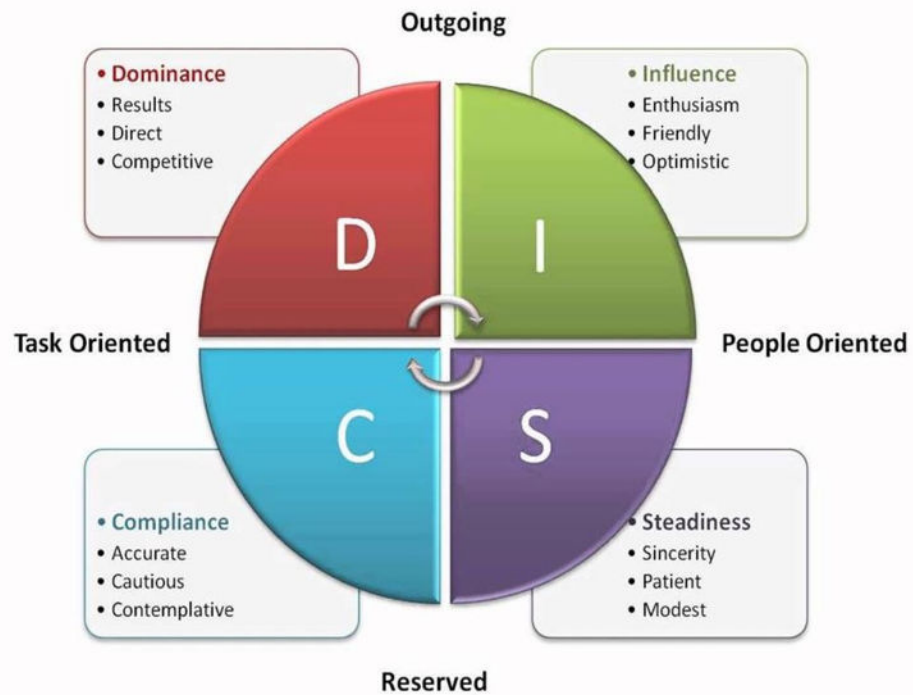 Outgoing
• Dominance
• Results
• Direct
• Competitive
• Influence
• Enthusiasm
• Friendly
• Optimistic
D
I
Task Oriented
People Oriented
C
S
• Compliance
• Accurate
• Cautious
• Contemplative
• Steadiness
• Sincerity
• Patient
• Modest
Reserved